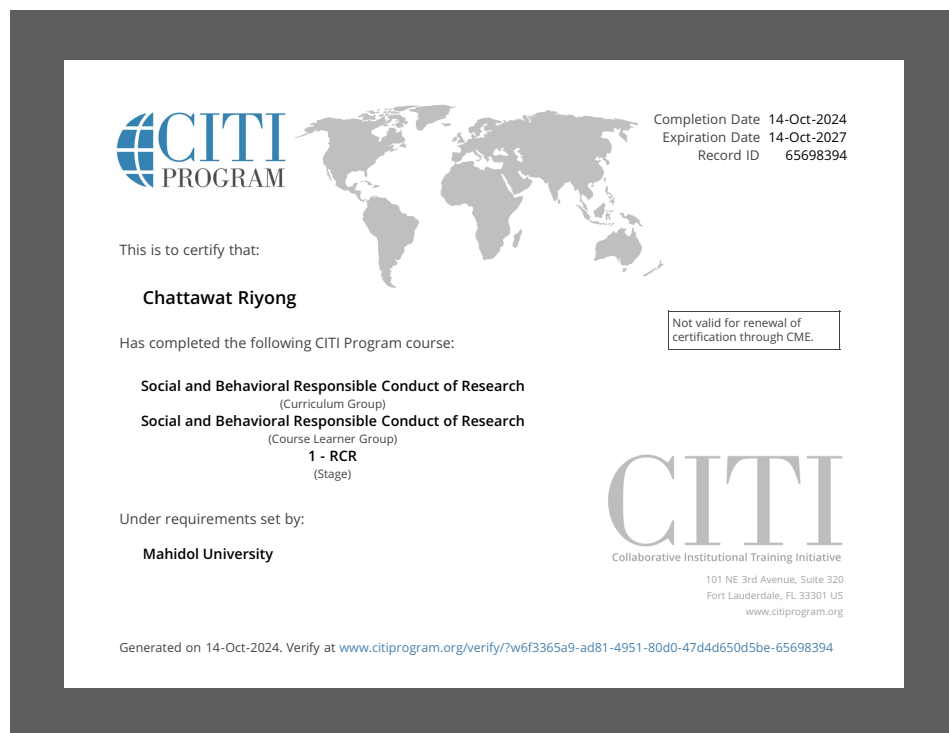 CITI
PROGRAM
Completion Date 14-Oct-2024
Expiration Date 14-Oct-2027
Record ID 65698394
This is to certify that:
Chattawat Riyong
Has completed the following CITI Program course:
Not valid for renewal of
certification through CME.
Social and Behavioral Responsible Conduct of Research
(Curriculum Group)
Social and Behavioral Responsible Conduct of Research
(Course Learner Group)
1 - RCR
(Stage)
Under requirements set by:
Mahidol University
CITI
Collaborative Institutional Training Initiative
101 NE 3rd Avenue, Suite 320
Fort Lauderdale, FL 33301 US
www.citiprogram.org
Generated on 14-Oct-2024. Verify at www.citiprogram.org/verify/?w6f3365a9-ad81-4951-80d0-47d4d650d5be-65698394